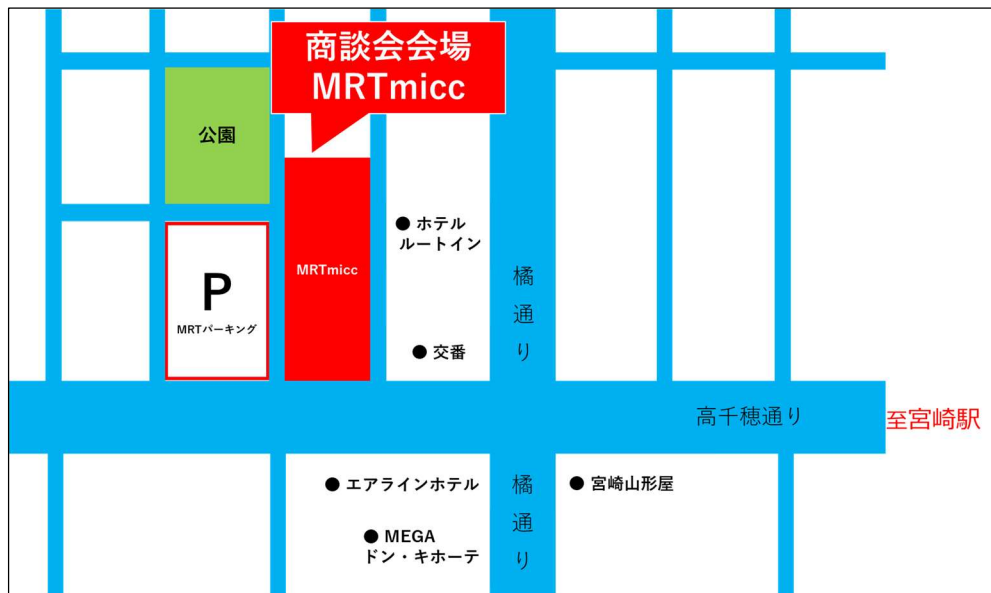 商談会会場
MRTmicc
公園
● ホテル
ルートイン
MRTmicc
P
MRTパーキング
橘通り
● 交番
高千穂通り
至宮崎駅
● エアラインホテル
橘通り
● 宮崎山形屋
● MEGA
ドン・キホーテ